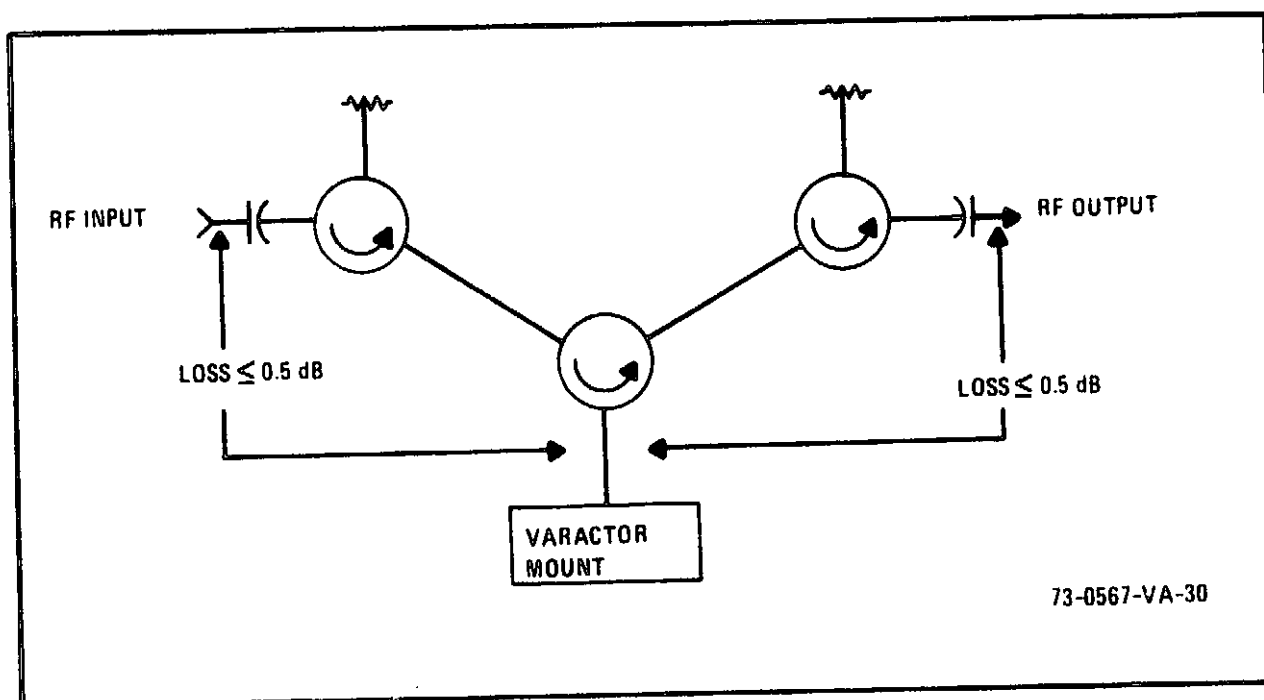 RF INPUT
RF OUTPUT
LOSS ≦ 0.5 dB
LOSS ≦ 0.5 dB
VARACTOR
MOUNT
73-0567-VA-30